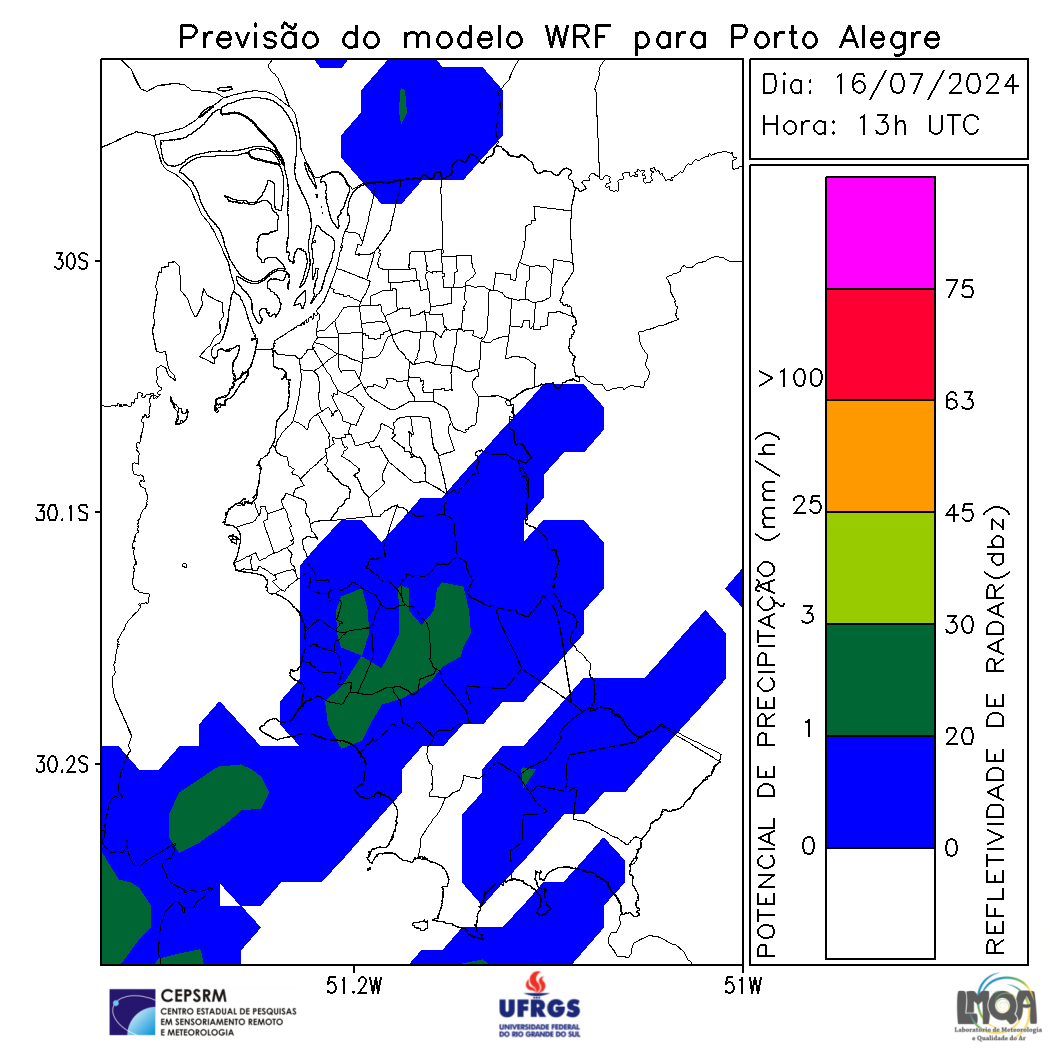 Previsão do modelo WRF para Porto Alegre
Dia: 16/07/2024
Hora: 13h UTC
30S
30.1S
30.2S
51.2W
51W
POTENCIAL DE PRECIPITAÇÃO (mm/h)
>100
25
3
1
0
75
63
45
30
20
0
REFLETIVIDADE DE RADAR(dbz)
CEPSRM
CENTRO ESTADUAL DE PESQUISAS
EM SENSORIAMENTO REMOTO
E METEOROLOGIA
UFRGS
UNIVERSIDADE FEDERAL
DO RIO GRANDE DO SUL
LMQA
Laboratório de Meteorologia
e Qualidade do Ar